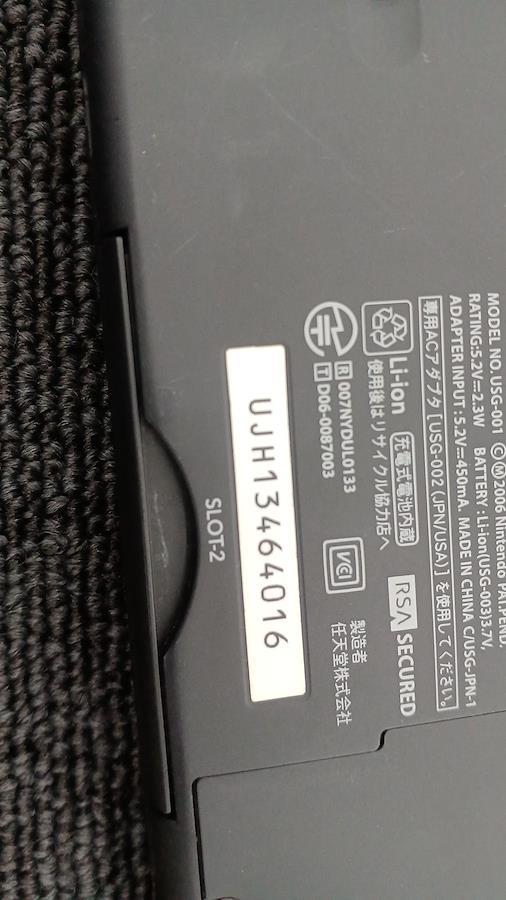 MODEL NO.USG-001 ©Ⓜ2006 Nintendo PAT.PEND.
RATING:5.2V⎓2.3W BATTERY : Li-ion(USG-003)3.7V,
ADAPTER INPUT :5.2V⎓450mA. MADE IN CHINA C/USG-JPN-1
専用ACアダプタ [USG-002 (JPN/USA)] を使用してください。
Li-ion 充電式電池内蔵 RSA SECURED
使用後はリサイクル協力店へ
R 007NYDUL0133
T D06-0087003
VCI
製造者
任天堂株式会社
UJH13464016
SLOT-2